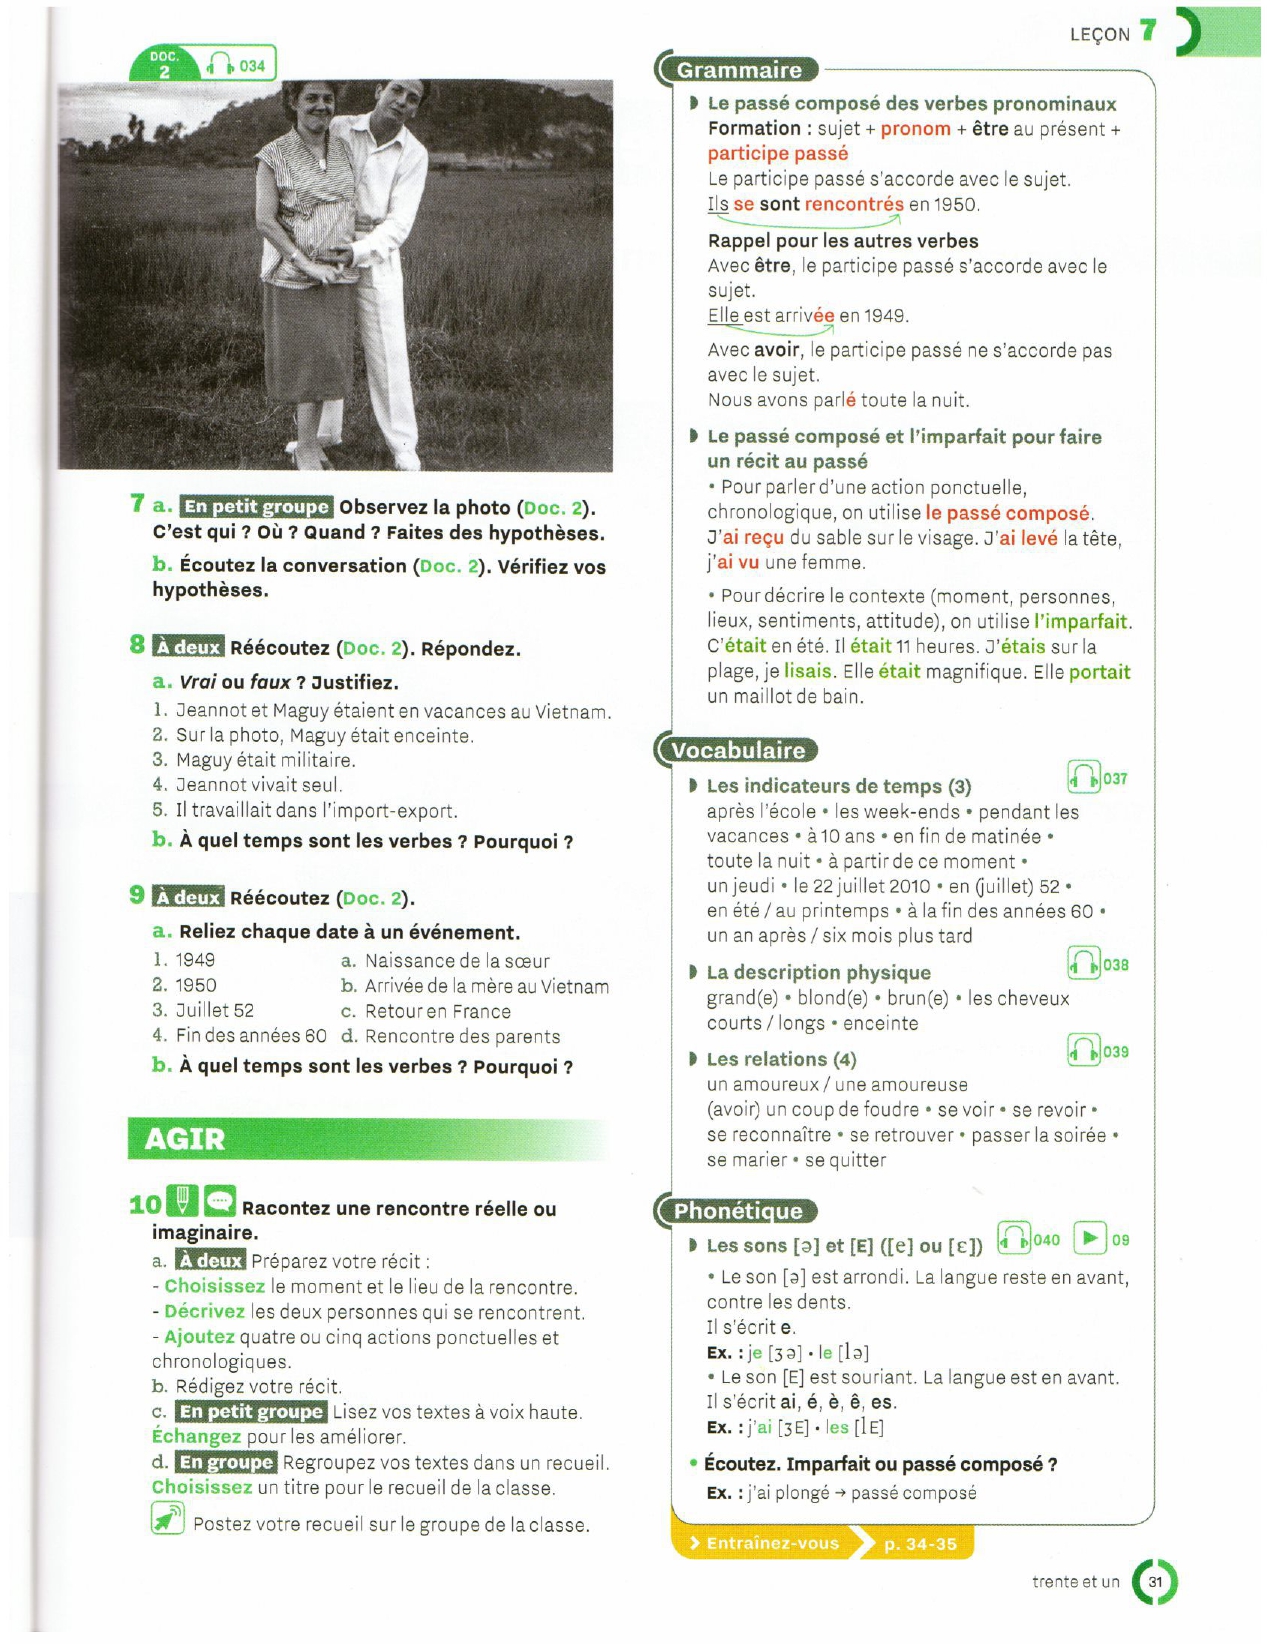 LEÇON 7
DOC. 2
034
7 a. En petit groupe Observez la photo (Doc. 2).
C'est qui ? Où ? Quand ? Faites des hypothèses.
b. Écoutez la conversation (Doc. 2). Vérifiez vos
hypothèses.
8 À deux Réécoutez (Doc. 2). Répondez.
a. Vrai ou faux ? Justifiez.
1. Jeannot et Maguy étaient en vacances au Vietnam.
2. Sur la photo, Maguy était enceinte.
3. Maguy était militaire.
4. Jeannot vivait seul.
5. Il travaillait dans l'import-export.
b. À quel temps sont les verbes ? Pourquoi ?
9 À deux Réécoutez (Doc. 2).
a. Reliez chaque date à un événement.
1. 1949 a. Naissance de la sœur
2. 1950 b. Arrivée de la mère au Vietnam
3. Juillet 52 c. Retour en France
4. Fin des années 60 d. Rencontre des parents
b. À quel temps sont les verbes ? Pourquoi ?
AGIR
10 Racontez une rencontre réelle ou
imaginaire.
a. À deux Préparez votre récit :
- Choisissez le moment et le lieu de la rencontre.
- Décrivez les deux personnes qui se rencontrent.
- Ajoutez quatre ou cinq actions ponctuelles et
chronologiques.
b. Rédigez votre récit.
c. En petit groupe Lisez vos textes à voix haute.
Échangez pour les améliorer.
d. En groupe Regroupez vos textes dans un recueil.
Choisissez un titre pour le recueil de la classe.
Postez votre recueil sur le groupe de la classe.
Grammaire
Le passé composé des verbes pronominaux
Formation : sujet + pronom + être au présent +
participe passé
Le participe passé s'accorde avec le sujet.
Ils se sont rencontrés en 1950.
Rappel pour les autres verbes
Avec être, le participe passé s'accorde avec le
sujet.
Elle est arrivée en 1949.
Avec avoir, le participe passé ne s'accorde pas
avec le sujet.
Nous avons parlé toute la nuit.
Le passé composé et l'imparfait pour faire
un récit au passé
• Pour parler d'une action ponctuelle,
chronologique, on utilise le passé composé.
J'ai reçu du sable sur le visage. J'ai levé la tête,
j'ai vu une femme.
• Pour décrire le contexte (moment, personnes,
lieux, sentiments, attitude), on utilise l'imparfait.
C'était en été. Il était 11 heures. J'étais sur la
plage, je lisais. Elle était magnifique. Elle portait
un maillot de bain.
Vocabulaire
Les indicateurs de temps (3) 037
après l'école • les week-ends • pendant les
vacances • à 10 ans • en fin de matinée •
toute la nuit • à partir de ce moment •
un jeudi • le 22 juillet 2010 • en (juillet) 52 •
en été / au printemps • à la fin des années 60 •
un an après / six mois plus tard
La description physique 038
grand(e) • blond(e) • brun(e) • les cheveux
courts / longs • enceinte
Les relations (4) 039
un amoureux / une amoureuse
(avoir) un coup de foudre • se voir • se revoir •
se reconnaître • se retrouver • passer la soirée •
se marier • se quitter
Phonétique
Les sons [ə] et [E] ([e] ou [ɛ]) 040 09
• Le son [ə] est arrondi. La langue reste en avant,
contre les dents.
Il s'écrit e.
Ex. : je [ʒə] • le [lə]
• Le son [E] est souriant. La langue est en avant.
Il s'écrit ai, é, è, ê, es.
Ex. : j'ai [ʒE] • les [lE]
• Écoutez. Imparfait ou passé composé ?
Ex. : j'ai plongé → passé composé
> Entraînez-vous > p. 34-35
trente et un 31